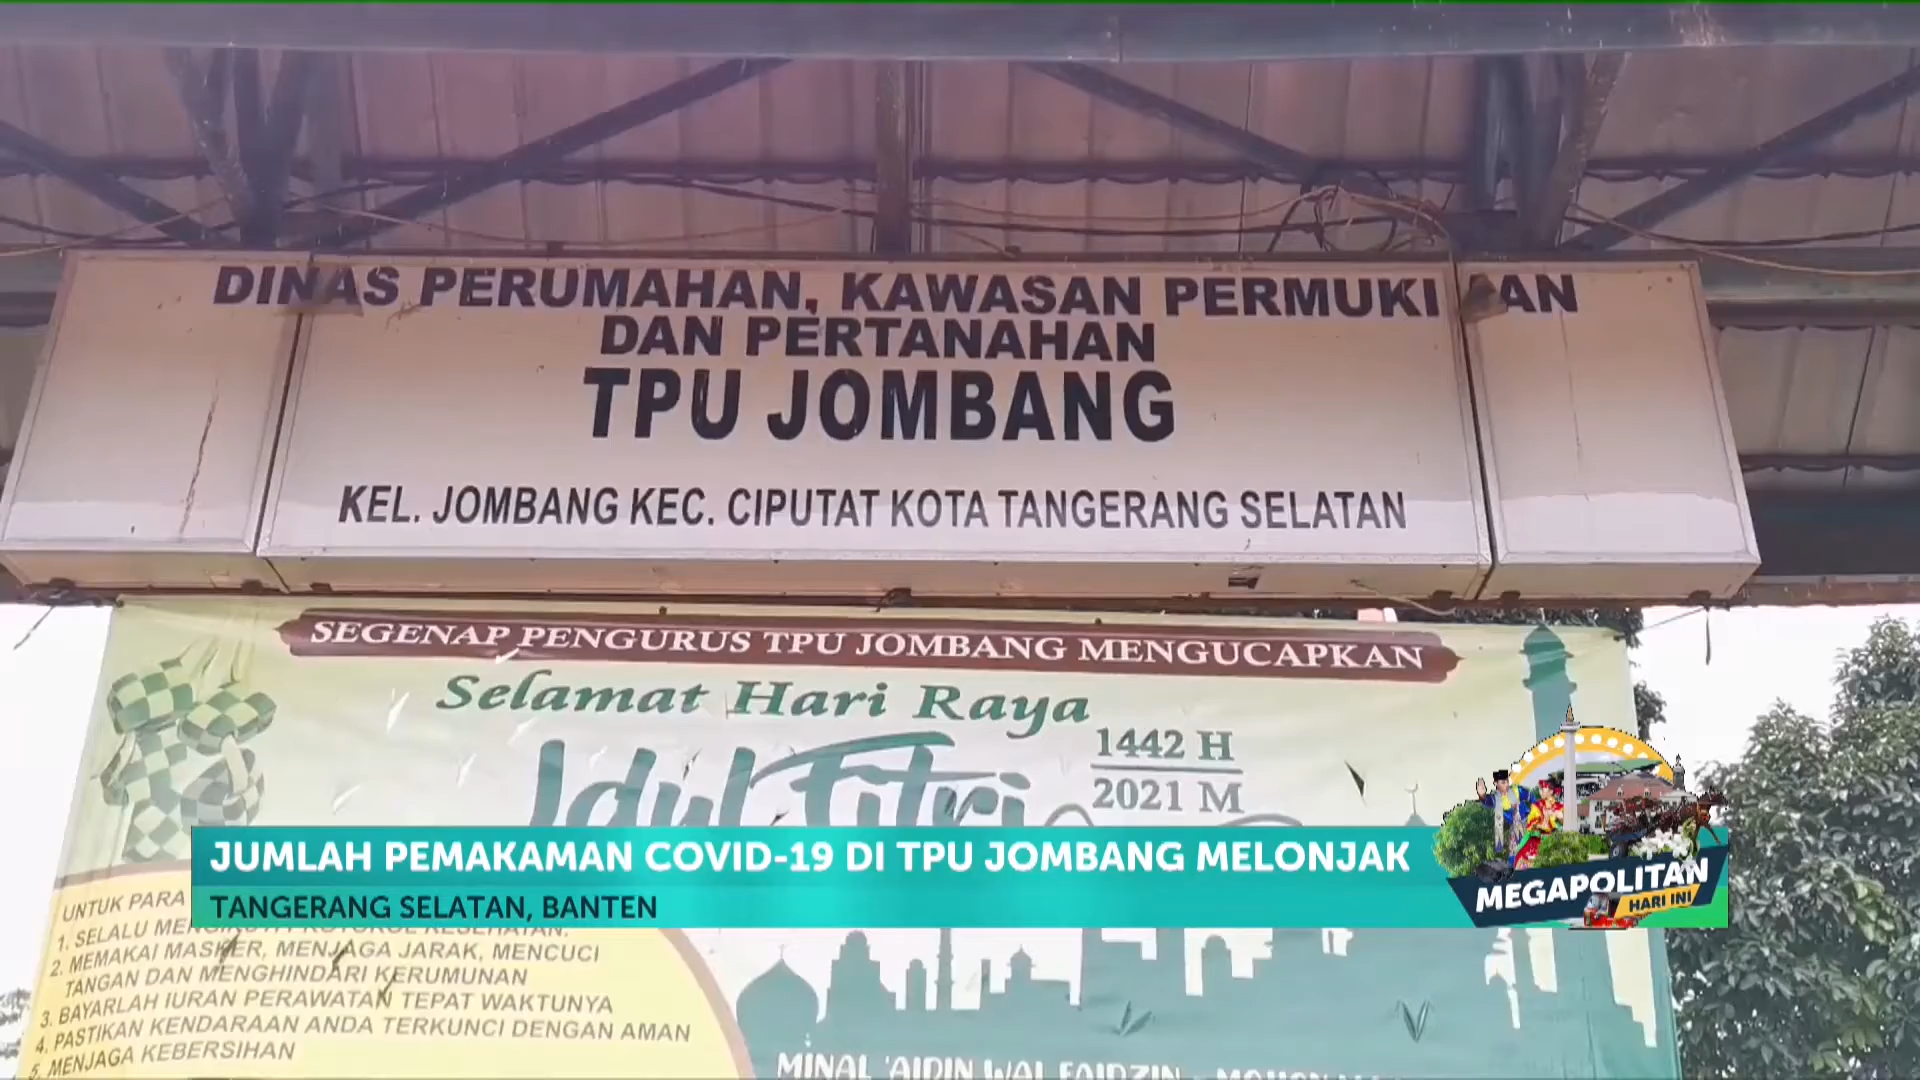 DINAS PERUMAHAN, KAWASAN PERMUKI AN
DAN PERTANAHAN
TPU JOMBANG
KEL. JOMBANG KEC. CIPUTAT KOTA TANGERANG SELATAN
SEGENAP PENGURUS TPU JOMBANG MENGUCAPKAN
Selamat Hari Raya
Idul Fitri
1442 H
2021 M
JUMLAH PEMAKAMAN COVID-19 DI TPU JOMBANG MELONJAK
TANGERANG SELATAN, BANTEN
MEGAPOLITAN
HARI INI
UNTUK PARA
1. SELALU
2. MEMAKAI MASKER, MENJAGA JARAK, MENCUCI
TANGAN DAN MENGHINDARI KERUMUNAN
3. BAYARLAH IURAN PERAWATAN TEPAT WAKTUNYA
4. PASTIKAN KENDARAAN ANDA TERKUNCI DENGAN AMAN
5. MENJAGA KEBERSIHAN
MINAL 'AIDIN WAL FAIDZIN